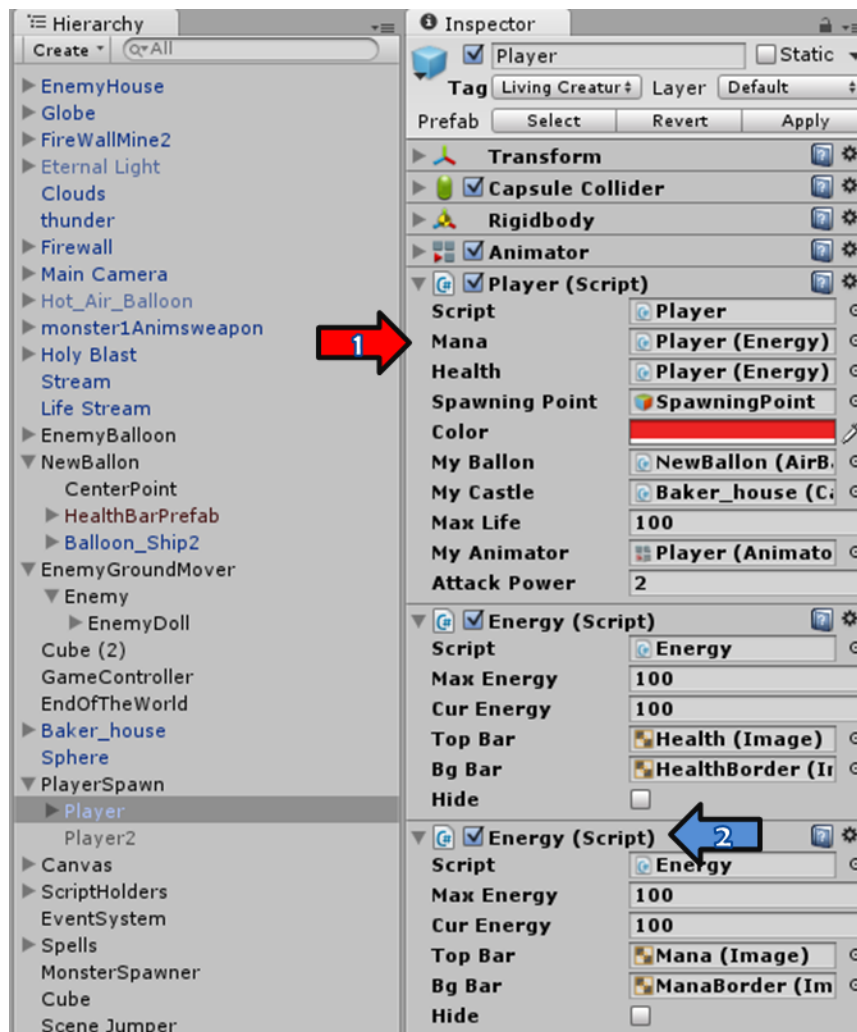 Hierarchy
Create
All
EnemyHouse
Globe
FireWallMine2
Eternal Light
Clouds
thunder
Firewall
Main Camera
Hot_Air_Balloon
monster1Animsweapon
Holy Blast
Stream
Life Stream
EnemyBalloon
NewBallon
CenterPoint
HealthBarPrefab
Balloon_Ship2
EnemyGroundMover
Enemy
EnemyDoll
Cube (2)
GameController
EndOfTheWorld
Baker_house
Sphere
PlayerSpawn
Player
Player2
Canvas
ScriptHolders
EventSystem
Spells
MonsterSpawner
Cube
Scene Jumper
1
Inspector
Player Static
Tag Living Creatur Layer Default
Prefab Select Revert Apply
Transform
Capsule Collider
Rigidbody
Animator
Player (Script)
Script Player
Mana Player (Energy)
Health Player (Energy)
Spawning Point SpawningPoint
Color
My Ballon NewBallon (AirB
My Castle Baker_house (Ca
Max Life 100
My Animator Player (Animato
Attack Power 2
Energy (Script)
Script Energy
Max Energy 100
Cur Energy 100
Top Bar Health (Image)
Bg Bar HealthBorder (Ir
Hide
Energy (Script) 2
Script Energy
Max Energy 100
Cur Energy 100
Top Bar Mana (Image)
Bg Bar ManaBorder (Im
Hide